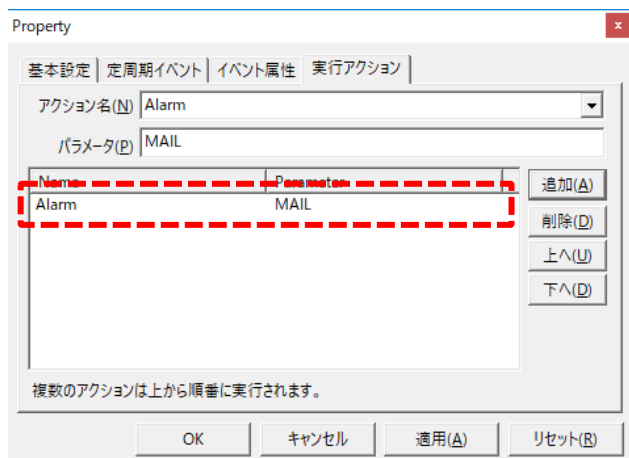 Property x
基本設定 定周期イベント イベント属性 実行アクション
アクション名(N) Alarm
パラメータ(P) MAIL
Name Parameter 追加(A)
Alarm MAIL
削除(D)
上へ(U)
下へ(D)
複数のアクションは上から順番に実行されます。
OK キャンセル 適用(A) リセット(R)